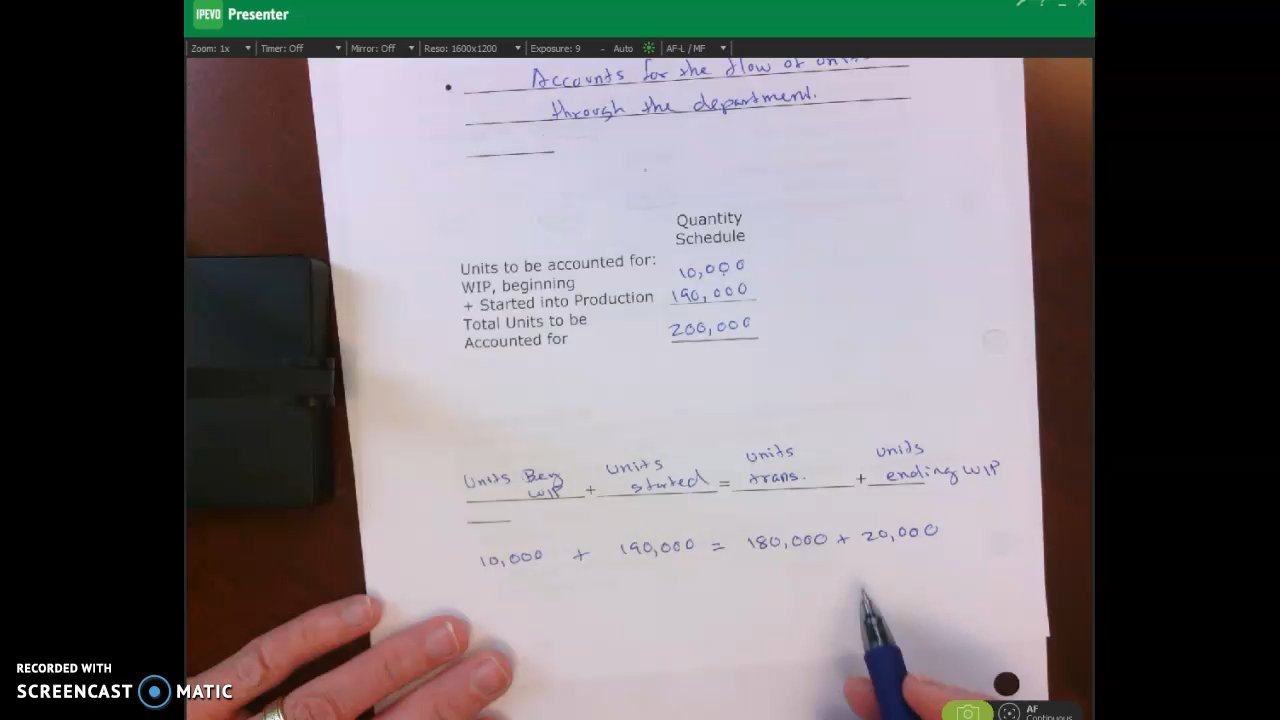 IPEVO Presenter
Zoom: 1x Timer: Off Mirror: Off Reso: 1600x1200 Exposure: 9 - Auto AF-L / MF
Accounts for the flow of
through the department.
Quantity
Schedule
Units to be accounted for:
WIP, beginning 10,000
+ Started into Production 190,000
Total Units to be
Accounted for 200,000
Units Beg WIP + units started = units trans. + units ending WIP
10,000 + 190,000 = 180,000 + 20,000
RECORDED WITH
SCREENCAST MATIC
AF
Continuous